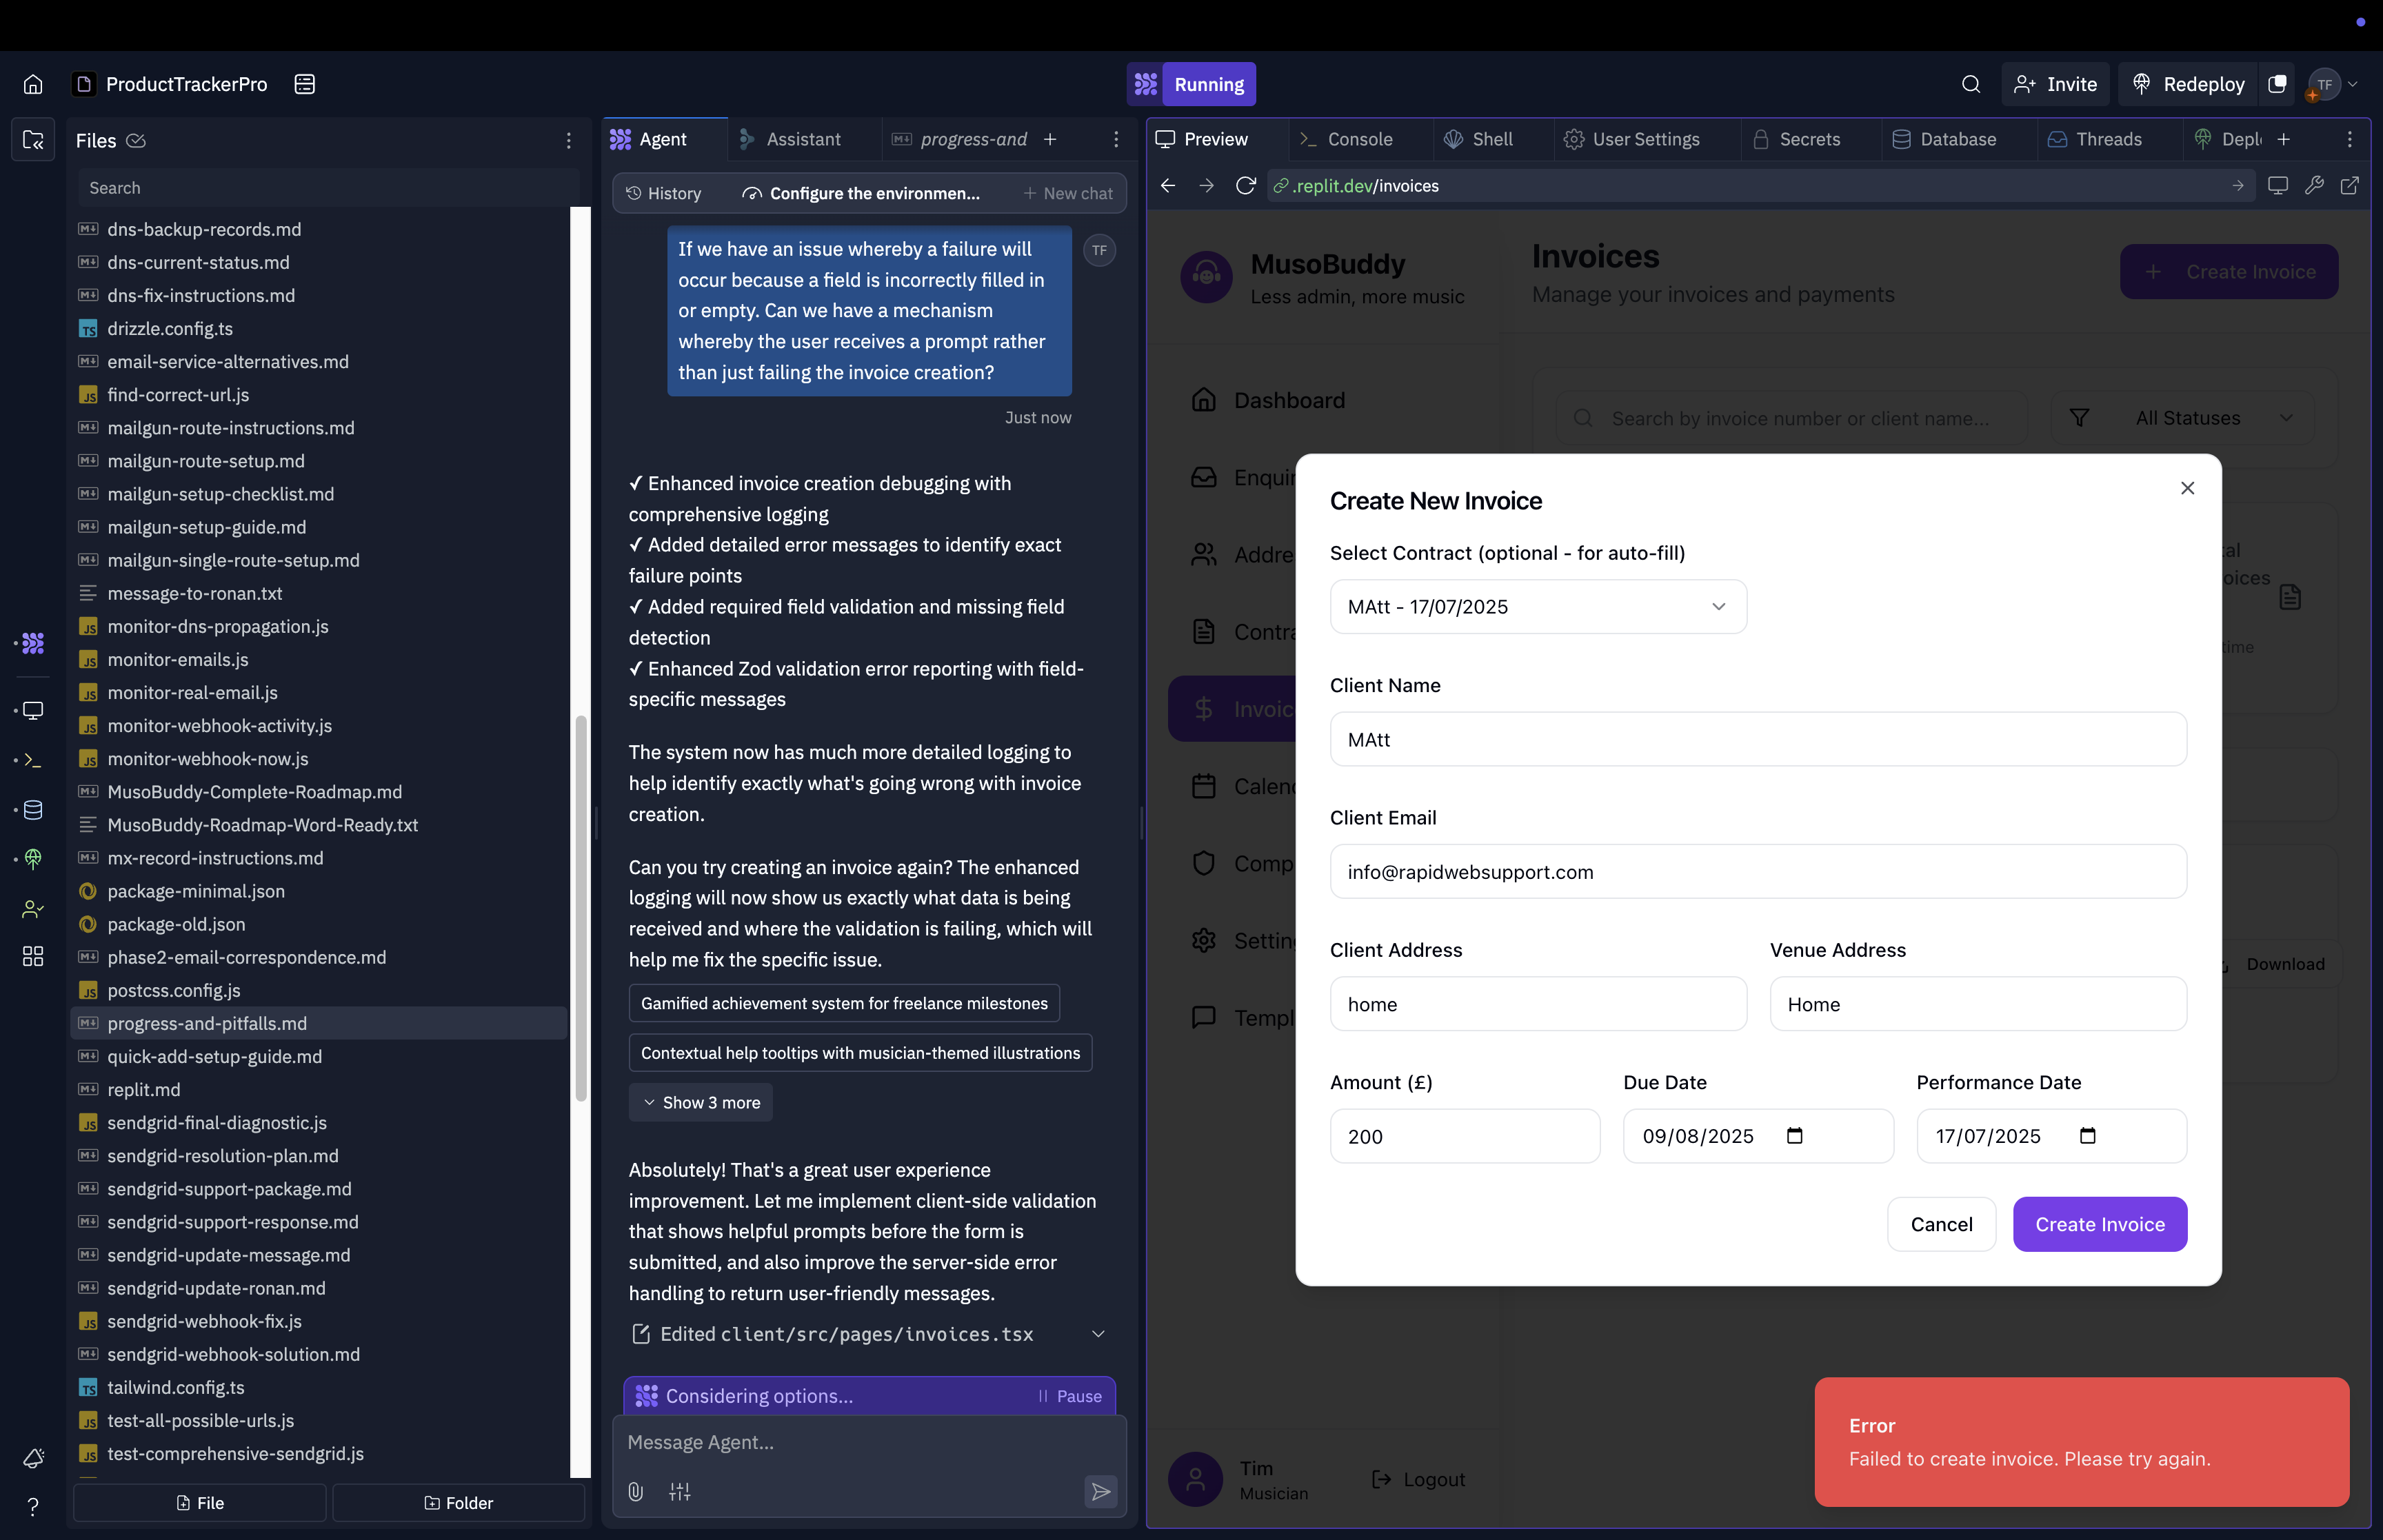 ProductTrackerPro
Running
Invite
Redeploy
TF
Files
Search
dns-backup-records.md
dns-current-status.md
dns-fix-instructions.md
drizzle.config.ts
email-service-alternatives.md
find-correct-url.js
mailgun-route-instructions.md
mailgun-route-setup.md
mailgun-setup-checklist.md
mailgun-setup-guide.md
mailgun-single-route-setup.md
message-to-ronan.txt
monitor-dns-propagation.js
monitor-emails.js
monitor-real-email.js
monitor-webhook-activity.js
monitor-webhook-now.js
MusoBuddy-Complete-Roadmap.md
MusoBuddy-Roadmap-Word-Ready.txt
mx-record-instructions.md
package-minimal.json
package-old.json
phase2-email-correspondence.md
postcss.config.js
progress-and-pitfalls.md
quick-add-setup-guide.md
replit.md
sendgrid-final-diagnostic.js
sendgrid-resolution-plan.md
sendgrid-support-package.md
sendgrid-support-response.md
sendgrid-update-message.md
sendgrid-update-ronan.md
sendgrid-webhook-fix.js
sendgrid-webhook-solution.md
tailwind.config.ts
test-all-possible-urls.js
test-comprehensive-sendgrid.js
File
Folder
Agent
Assistant
progress-and
History
Configure the environmen...
New chat
If we have an issue whereby a failure will
occur because a field is incorrectly filled in
or empty. Can we have a mechanism
whereby the user receives a prompt rather
than just failing the invoice creation?
TF
Just now
✓ Enhanced invoice creation debugging with
comprehensive logging
✓ Added detailed error messages to identify exact
failure points
✓ Added required field validation and missing field
detection
✓ Enhanced Zod validation error reporting with field-
specific messages
The system now has much more detailed logging to
help identify exactly what's going wrong with invoice
creation.
Can you try creating an invoice again? The enhanced
logging will now show us exactly what data is being
received and where the validation is failing, which will
help me fix the specific issue.
Gamified achievement system for freelance milestones
Contextual help tooltips with musician-themed illustrations
Show 3 more
Absolutely! That's a great user experience
improvement. Let me implement client-side validation
that shows helpful prompts before the form is
submitted, and also improve the server-side error
handling to return user-friendly messages.
Edited client/src/pages/invoices.tsx
Considering options...
Pause
Message Agent...
Preview
Console
Shell
User Settings
Secrets
Database
Threads
Depl
.replit.dev/invoices
MusoBuddy
Less admin, more music
Dashboard
Enquir
Addre
Contra
Invoic
Calen
Comp
Settin
Templ
Tim
Musician
Logout
Invoices
Manage your invoices and payments
Create Invoice
Search by invoice number or client name...
All Statuses
al
oices
time
Download
Create New Invoice
Select Contract (optional - for auto-fill)
MAtt - 17/07/2025
Client Name
MAtt
Client Email
info@rapidwebsupport.com
Client Address
Venue Address
home
Home
Amount (£)
Due Date
Performance Date
200
09/08/2025
17/07/2025
Cancel
Create Invoice
Error
Failed to create invoice. Please try again.